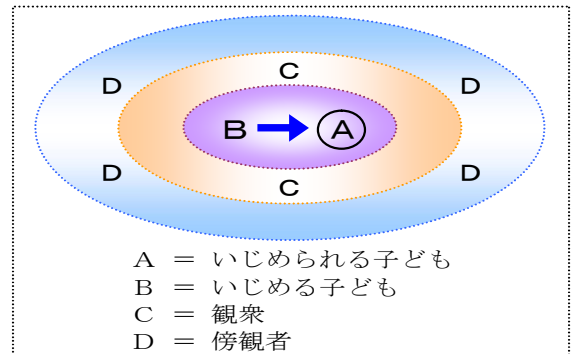 C
D D
B A
D D
C
A = いじめられる子ども
B = いじめる子ども
C = 観衆
D = 傍観者